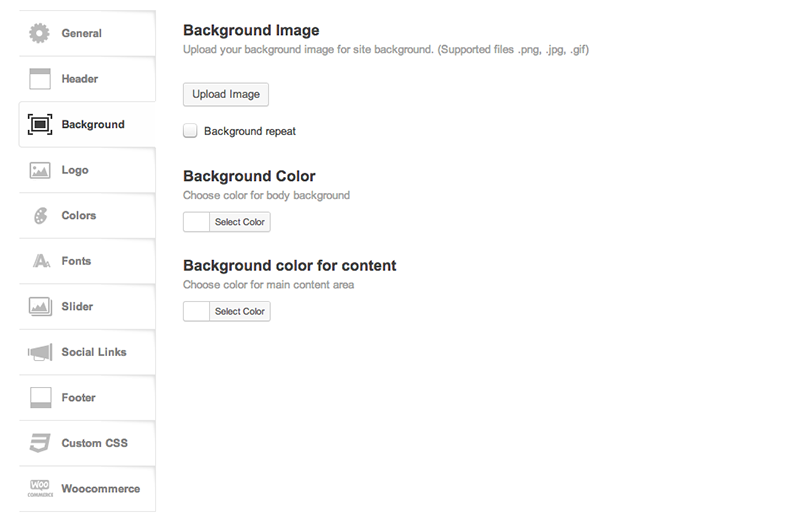 General
Header
Background
Logo
Colors
Fonts
Slider
Social Links
Footer
Custom CSS
WOO
COMMERCE
Woocommerce
Background Image
Upload your background image for site background. (Supported files .png, .jpg, .gif)
Upload Image
Background repeat
Background Color
Choose color for body background
Select Color
Background color for content
Choose color for main content area
Select Color